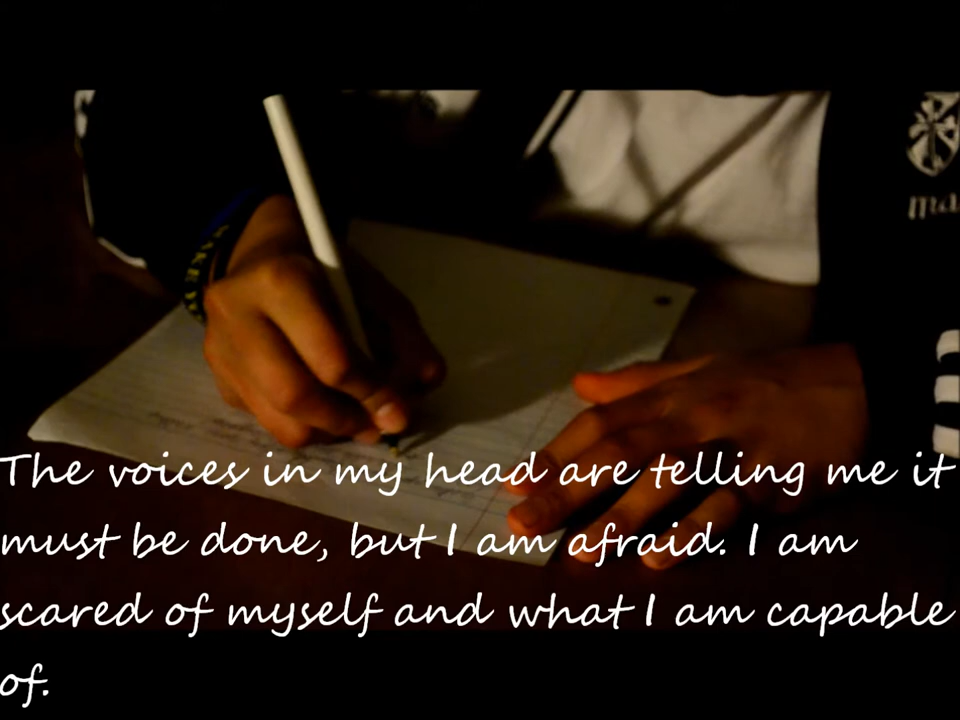 The voices in my head are telling me it
must be done, but I am afraid. I am
scared of myself and what I am capable
of.